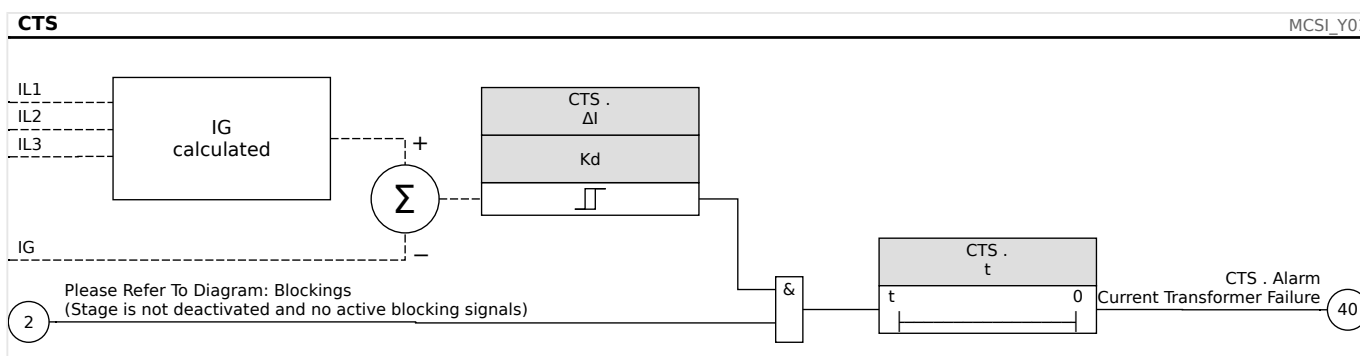 CTS
MCSI_Y01
IL1
IL2
IL3
IG
calculated
+
Σ
−
CTS .
ΔI
Kd
IG
Please Refer To Diagram: Blockings
(Stage is not deactivated and no active blocking signals)
2
&
CTS .
t
t 0
CTS . Alarm
Current Transformer Failure
40